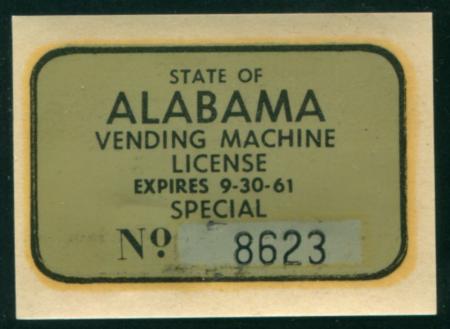 STATE OF
ALABAMA
VENDING MACHINE
LICENSE
EXPIRES 9-30-61
SPECIAL
Nº 8623